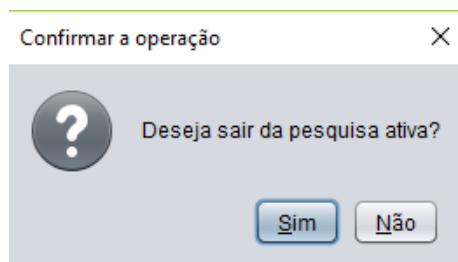 Confirmar a operação
Deseja sair da pesquisa ativa?
Sim Não